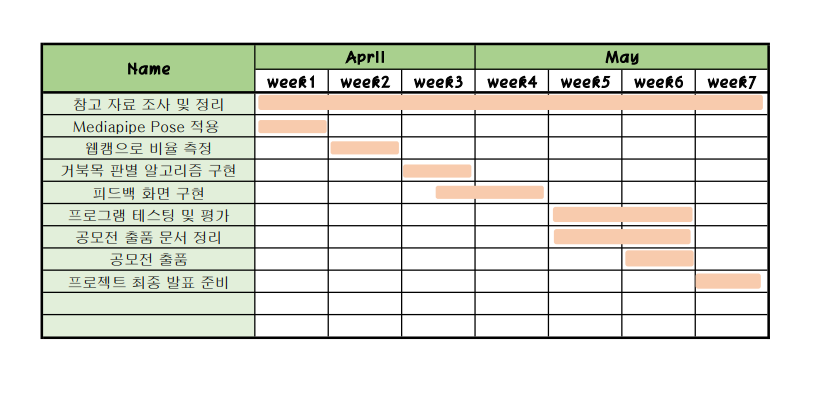 Name
April
May
week1 week2 week3 week4 week5 week6 week7
참고 자료 조사 및 정리
Mediapipe Pose 적용
웹캠으로 비율 측정
거북목 판별 알고리즘 구현
피드백 화면 구현
프로그램 테스팅 및 평가
공모전 출품 문서 정리
공모전 출품
프로젝트 최종 발표 준비